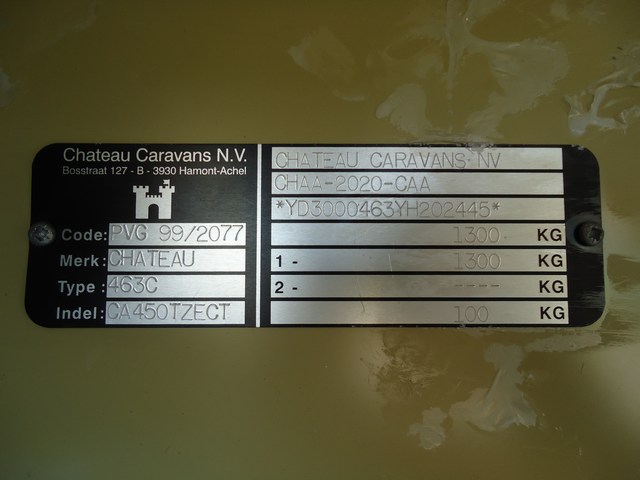 Chateau Caravans N.V.
Bosstraat 127 - B - 3930 Hamont-Achel
Code: PVG 99/2077
Merk: CHATEAU
Type : 463C
Indel: CA450TZECT
CHATEAU CARAVANS NV
CHAA-2020-CAA
*YD3000463YH202445*
1300 KG
1 - 1300 KG
2 - ---- KG
100 KG